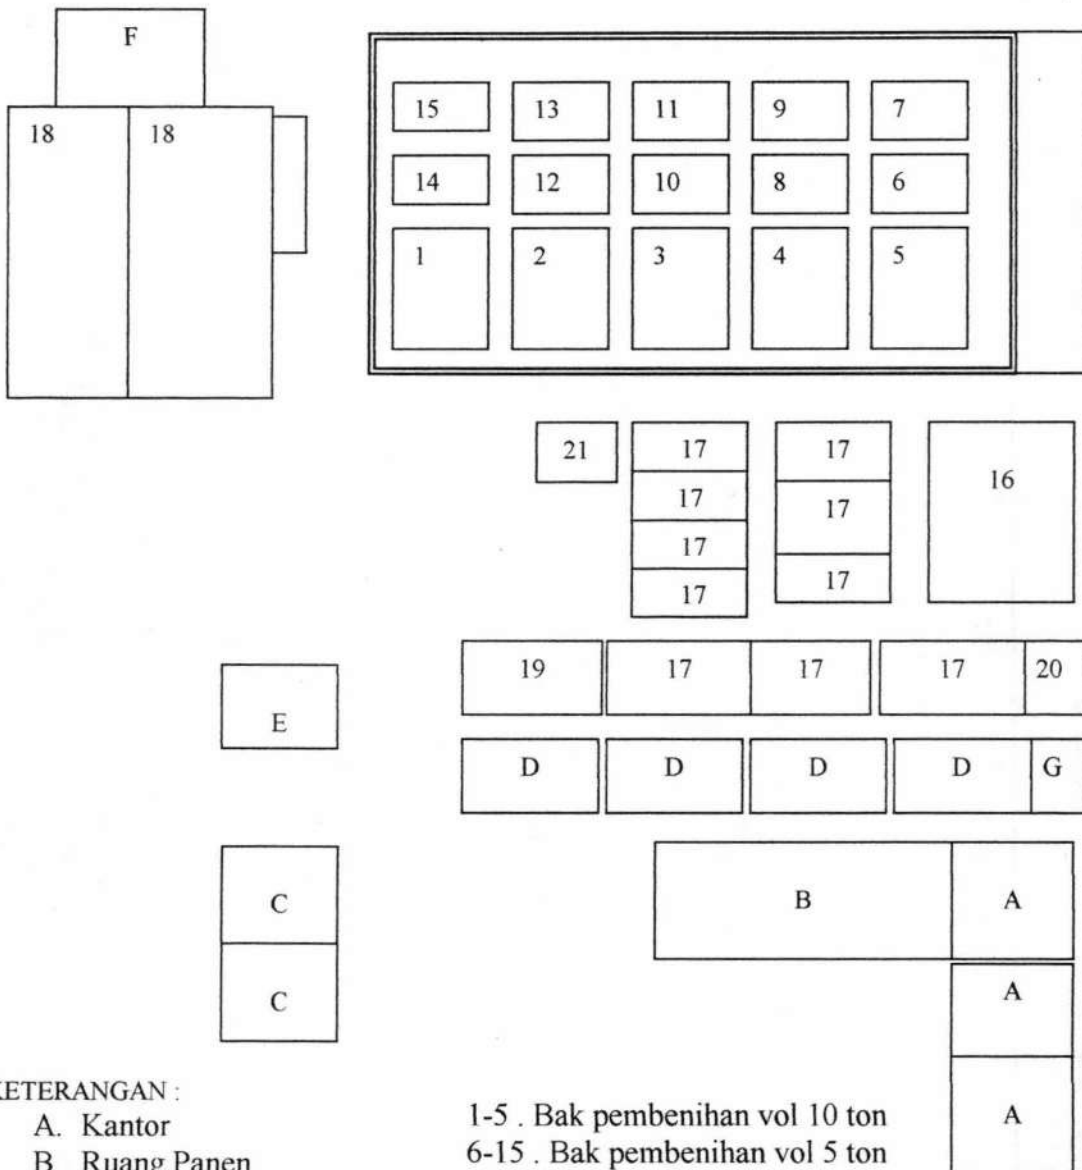 F
18 18
15 13 11 9 7
14 12 10 8 6
1 2 3 4 5
21 17 17 16
17 17
17
17 17
19 17 17 17 20
E
D D D D G
B A
C
A
C
A
KETERANGAN :
A. Kantor
B. Ruang Panen
1-5 . Bak pembenihan vol 10 ton
6-15 . Bak pembenihan vol 5 ton